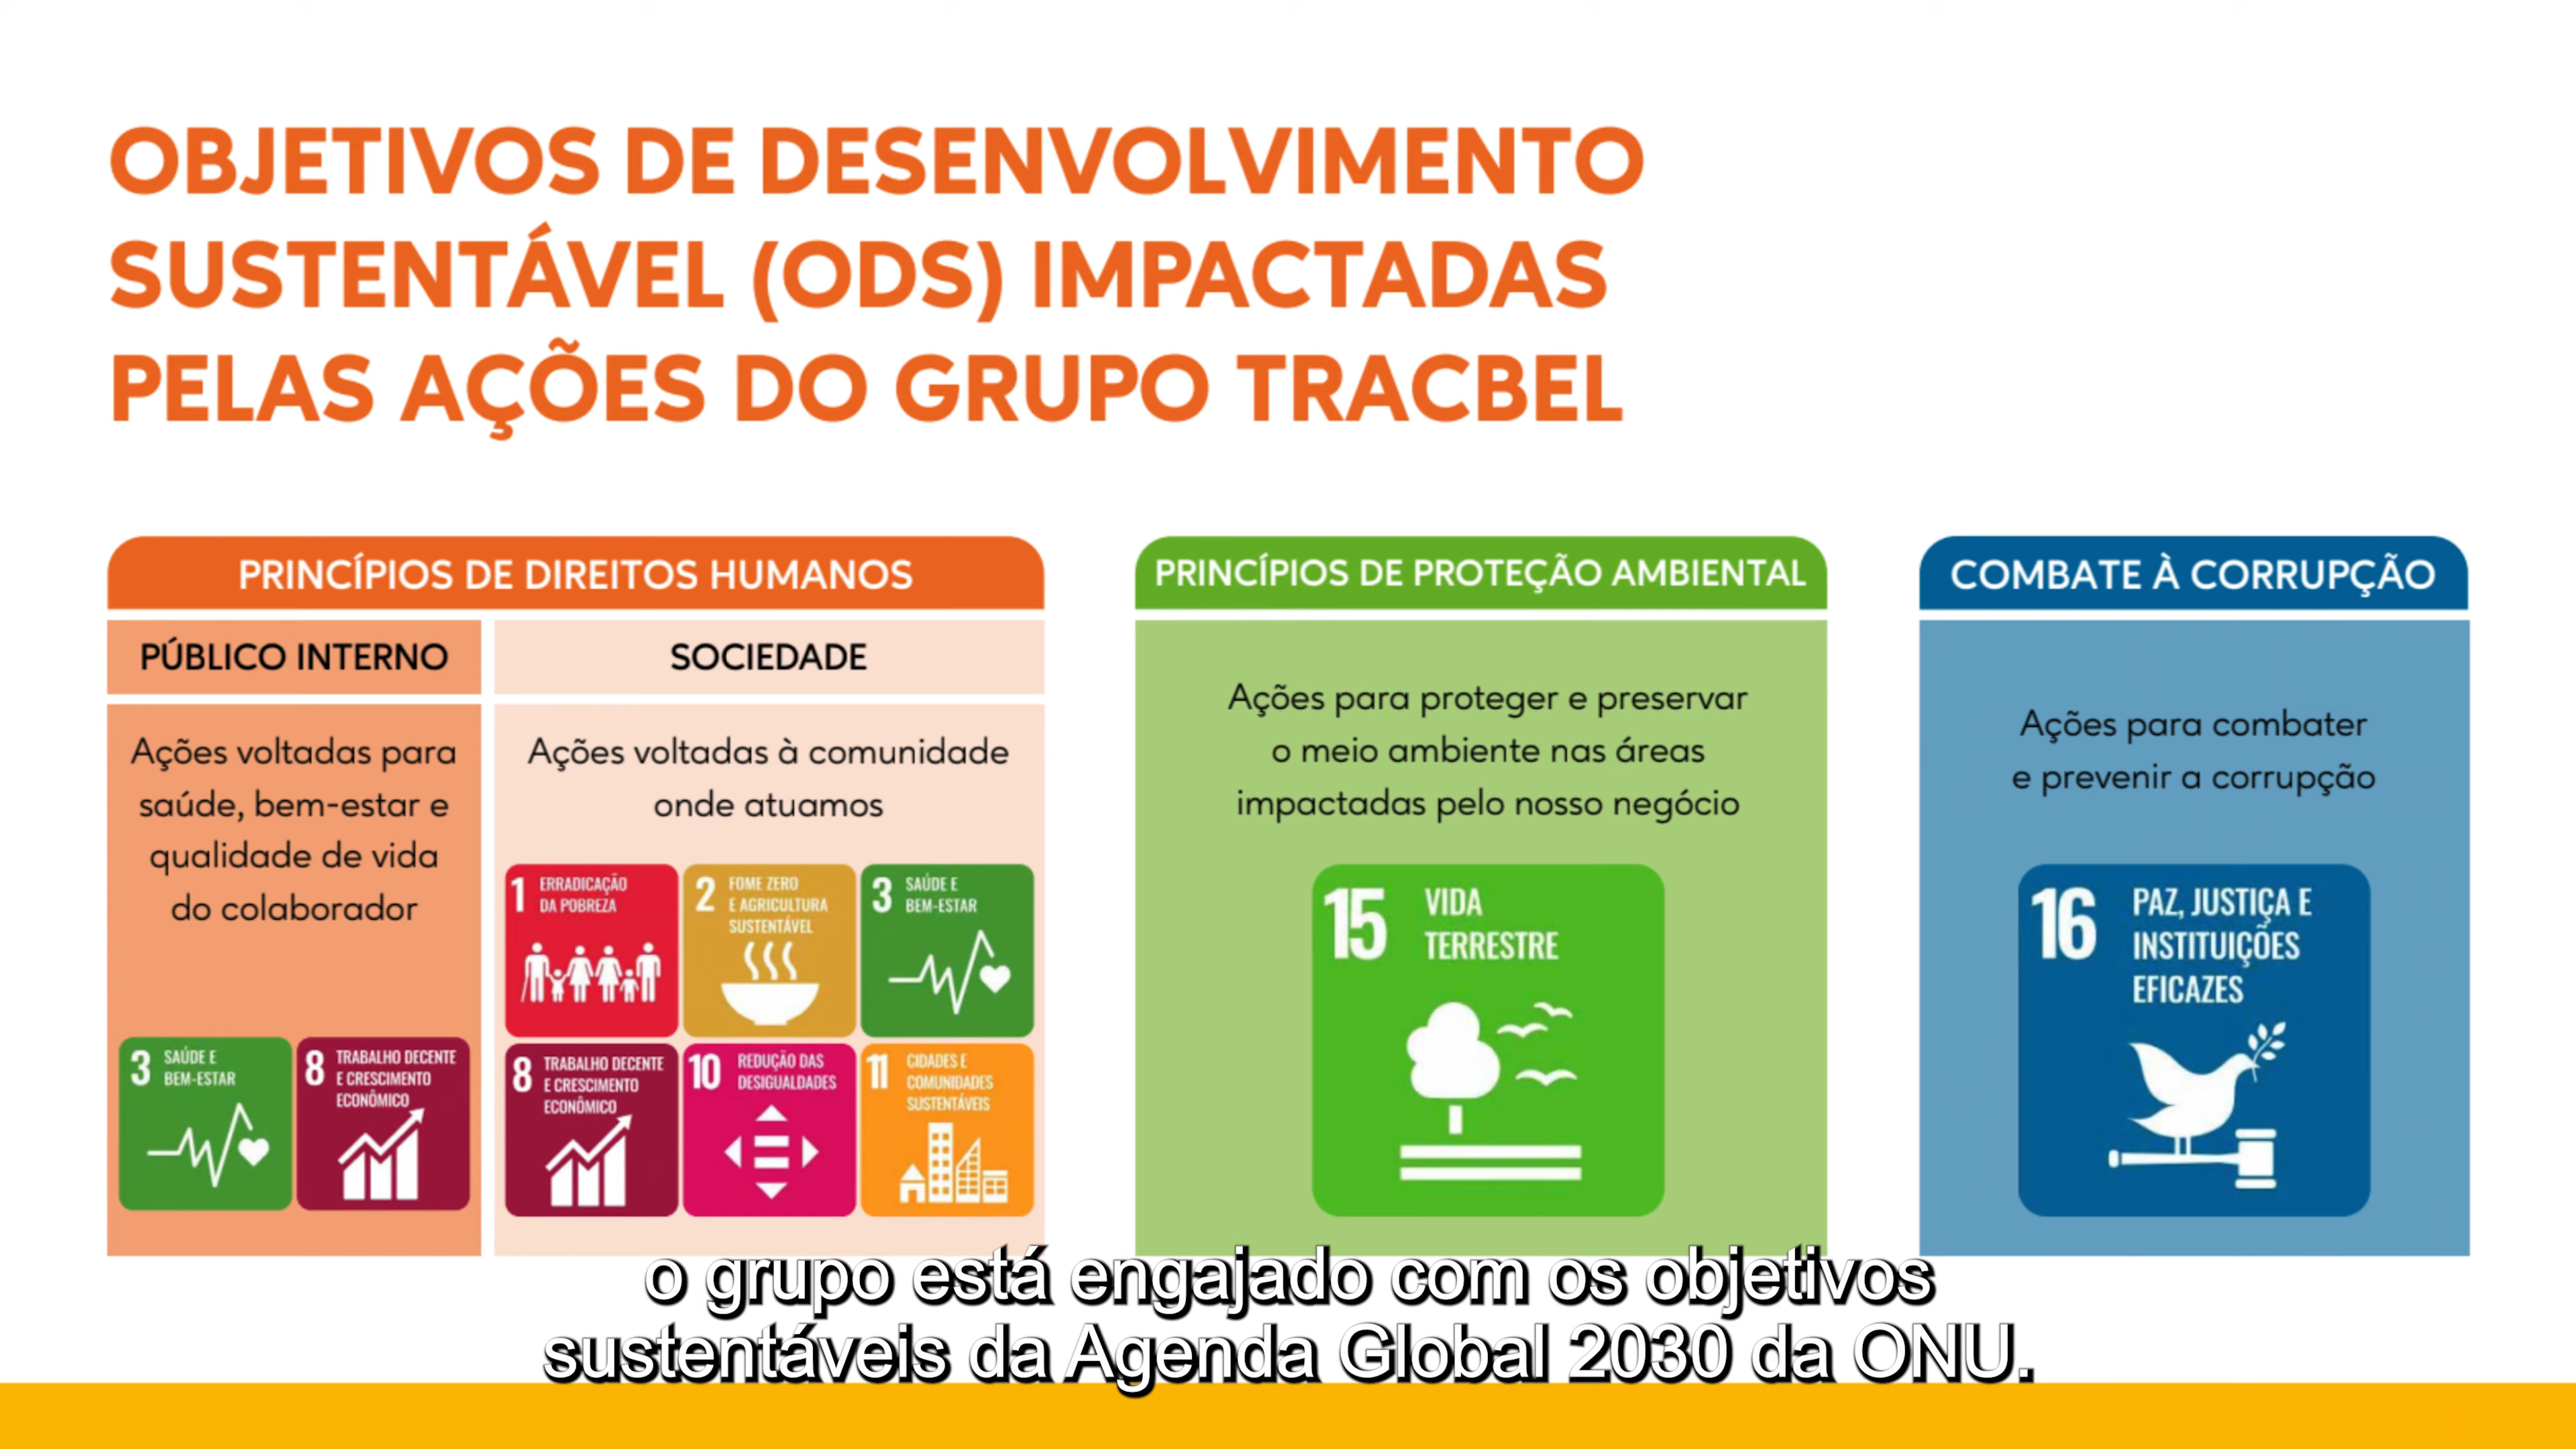 OBJETIVOS DE DESENVOLVIMENTO
SUSTENTÁVEL (ODS) IMPACTADAS
PELAS AÇÕES DO GRUPO TRACBEL
PRINCÍPIOS DE DIREITOS HUMANOS
PÚBLICO INTERNO
Ações voltadas para
saúde, bem-estar e
qualidade de vida
do colaborador
3 SAÚDE E
BEM-ESTAR
8 TRABALHO DECENTE
E CRESCIMENTO
ECONÔMICO
SOCIEDADE
Ações voltadas à comunidade
onde atuamos
1 ERRADICAÇÃO
DA POBREZA
2 FOME ZERO
E AGRICULTURA
SUSTENTÁVEL
3 SAÚDE E
BEM-ESTAR
8 TRABALHO DECENTE
E CRESCIMENTO
ECONÔMICO
10 REDUÇÃO DAS
DESIGUALDADES
11 CIDADES E
COMUNIDADES
SUSTENTÁVEIS
PRINCÍPIOS DE PROTEÇÃO AMBIENTAL
Ações para proteger e preservar
o meio ambiente nas áreas
impactadas pelo nosso negócio
15 VIDA
TERRESTRE
COMBATE À CORRUPÇÃO
Ações para combater
e prevenir a corrupção
16 PAZ, JUSTIÇA E
INSTITUIÇÕES
EFICAZES
o grupo está engajado com os objetivos
sustentáveis da Agenda Global 2030 da ONU.